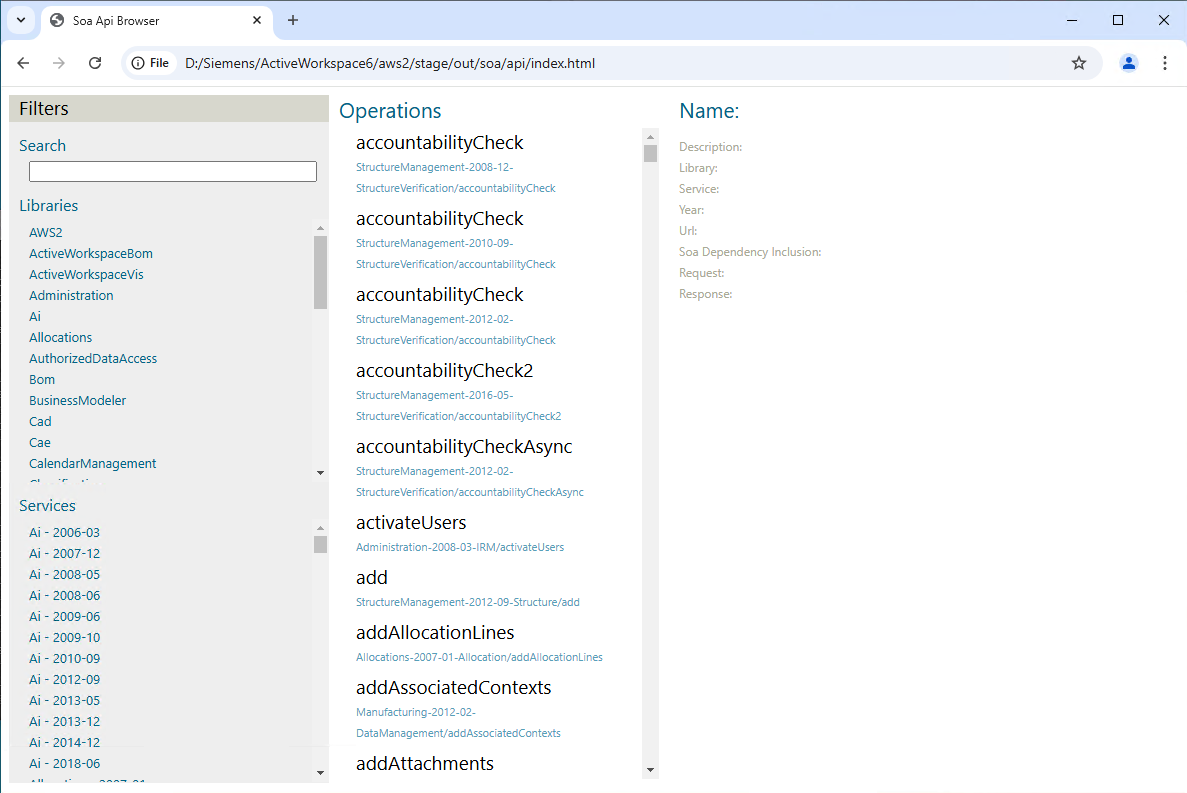 Soa Api Browser
File
D:/Siemens/ActiveWorkspace6/aws2/stage/out/soa/api/index.html
Filters
Search
Libraries
AWS2
ActiveWorkspaceBom
ActiveWorkspaceVis
Administration
Ai
Allocations
AuthorizedDataAccess
Bom
BusinessModeler
Cad
Cae
CalendarManagement
Services
Ai - 2006-03
Ai - 2007-12
Ai - 2008-05
Ai - 2008-06
Ai - 2009-06
Ai - 2009-10
Ai - 2010-09
Ai - 2012-09
Ai - 2013-05
Ai - 2013-12
Ai - 2014-12
Ai - 2018-06
Operations
accountabilityCheck
StructureManagement-2008-12-
StructureVerification/accountabilityCheck
accountabilityCheck
StructureManagement-2010-09-
StructureVerification/accountabilityCheck
accountabilityCheck
StructureManagement-2012-02-
StructureVerification/accountabilityCheck
accountabilityCheck2
StructureManagement-2016-05-
StructureVerification/accountabilityCheck2
accountabilityCheckAsync
StructureManagement-2012-02-
StructureVerification/accountabilityCheckAsync
activateUsers
Administration-2008-03-IRM/activateUsers
add
StructureManagement-2012-09-Structure/add
addAllocationLines
Allocations-2007-01-Allocation/addAllocationLines
addAssociatedContexts
Manufacturing-2012-02-
DataManagement/addAssociatedContexts
addAttachments
Name:
Description:
Library:
Service:
Year:
Url:
Soa Dependency Inclusion:
Request:
Response: